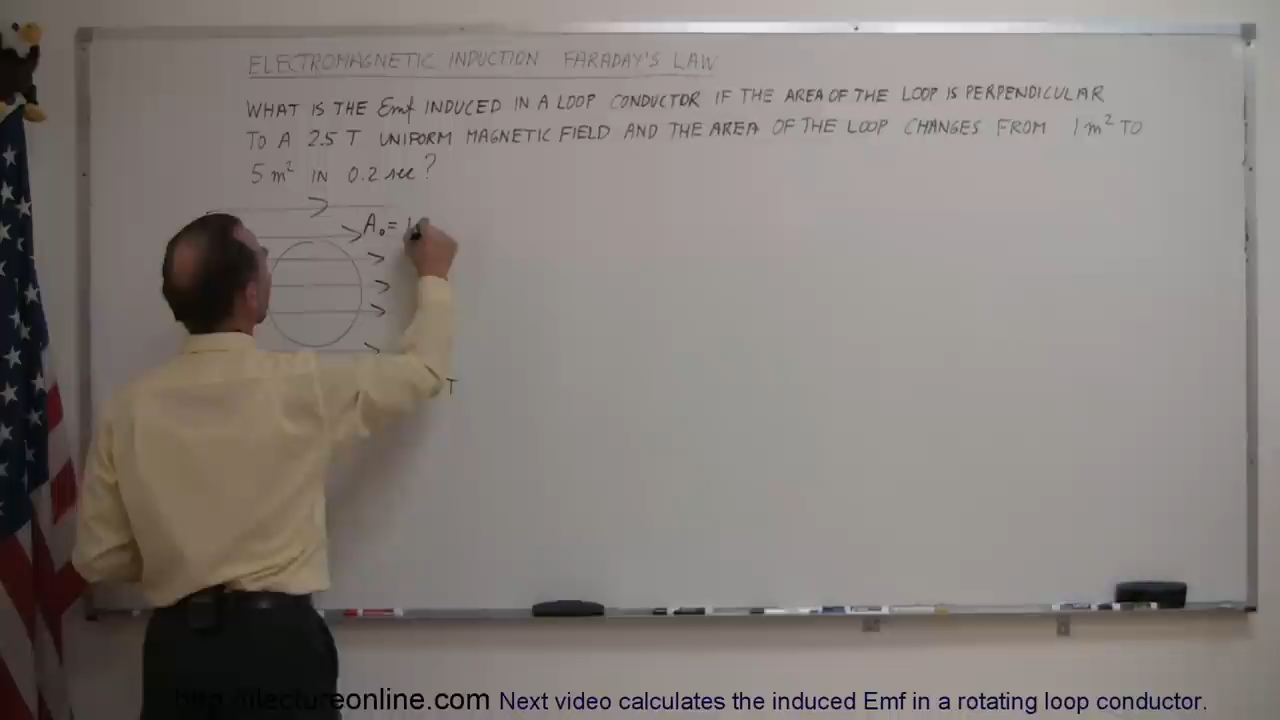 ELECTROMAGNETIC INDUCTION FARADAY'S LAW
WHAT IS THE Emf INDUCED IN A LOOP CONDUCTOR IF THE AREA OF THE LOOP IS PERPENDICULAR
TO A 2.5 T UNIFORM MAGNETIC FIELD AND THE AREA OF THE LOOP CHANGES FROM 1 m² TO
5 m² IN 0.2 sec?
A₀ = 1
T
http://ilectureonline.com Next video calculates the induced Emf in a rotating loop conductor.